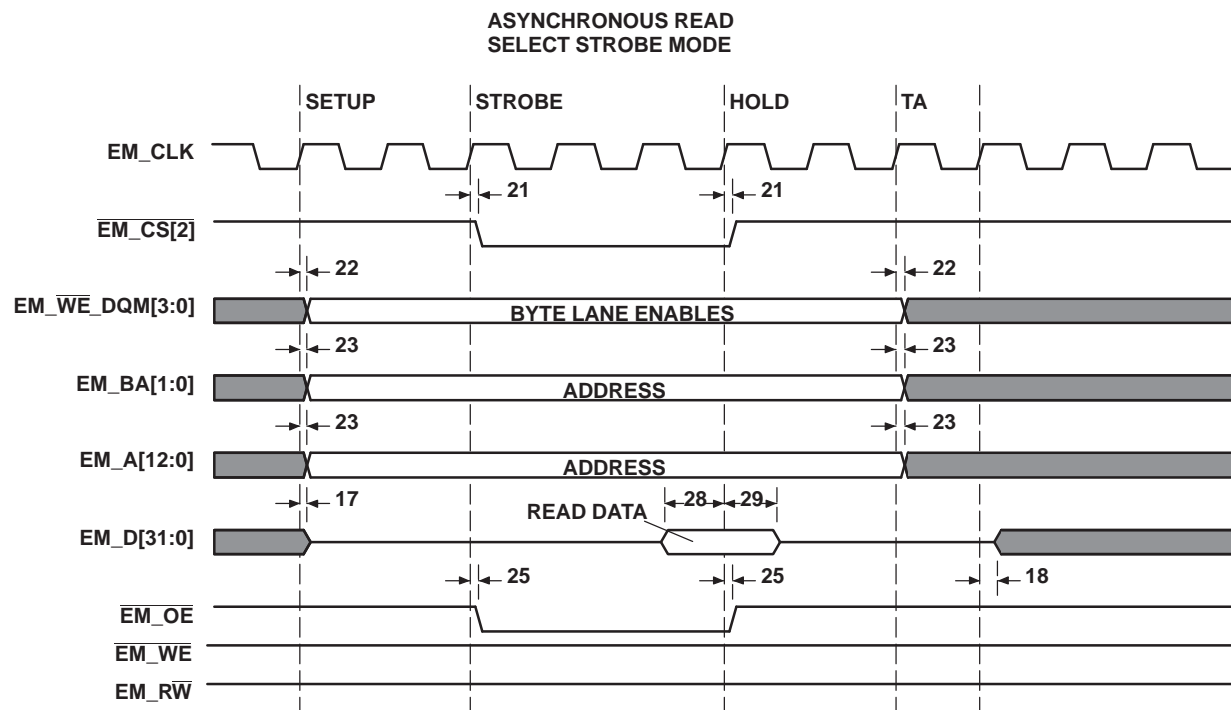 ASYNCHRONOUS READ
SELECT STROBE MODE
SETUP STROBE HOLD TA
EM_CLK
21 21
EM_CS[2]
22 22
EM_WE_DQM[3:0] BYTE LANE ENABLES
23 23
EM_BA[1:0] ADDRESS
23 23
EM_A[12:0] ADDRESS
17 28 29
READ DATA
EM_D[31:0]
25 25 18
EM_OE
EM_WE
EM_RW